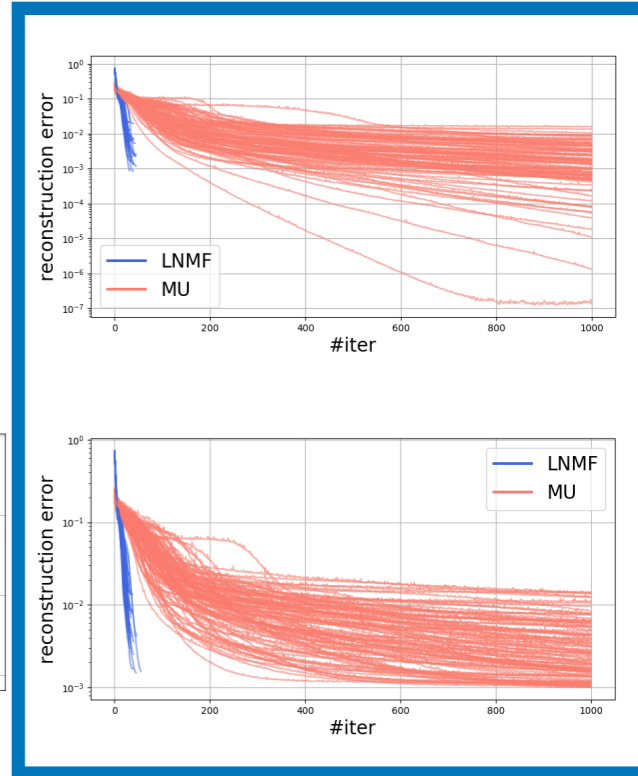 10⁰
10⁻¹
10⁻²
10⁻³
10⁻⁴
10⁻⁵
10⁻⁶
10⁻⁷
reconstruction error
LNMF
MU
0 200 400 600 800 1000
#iter
10⁰
10⁻¹
10⁻²
10⁻³
reconstruction error
LNMF
MU
0 200 400 600 800 1000
#iter